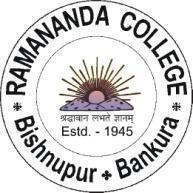 RAMANANDA COLLEGE
श्रद्धावान लभते ज्ञानम्
Estd. - 1945
Bishnupur Bankura